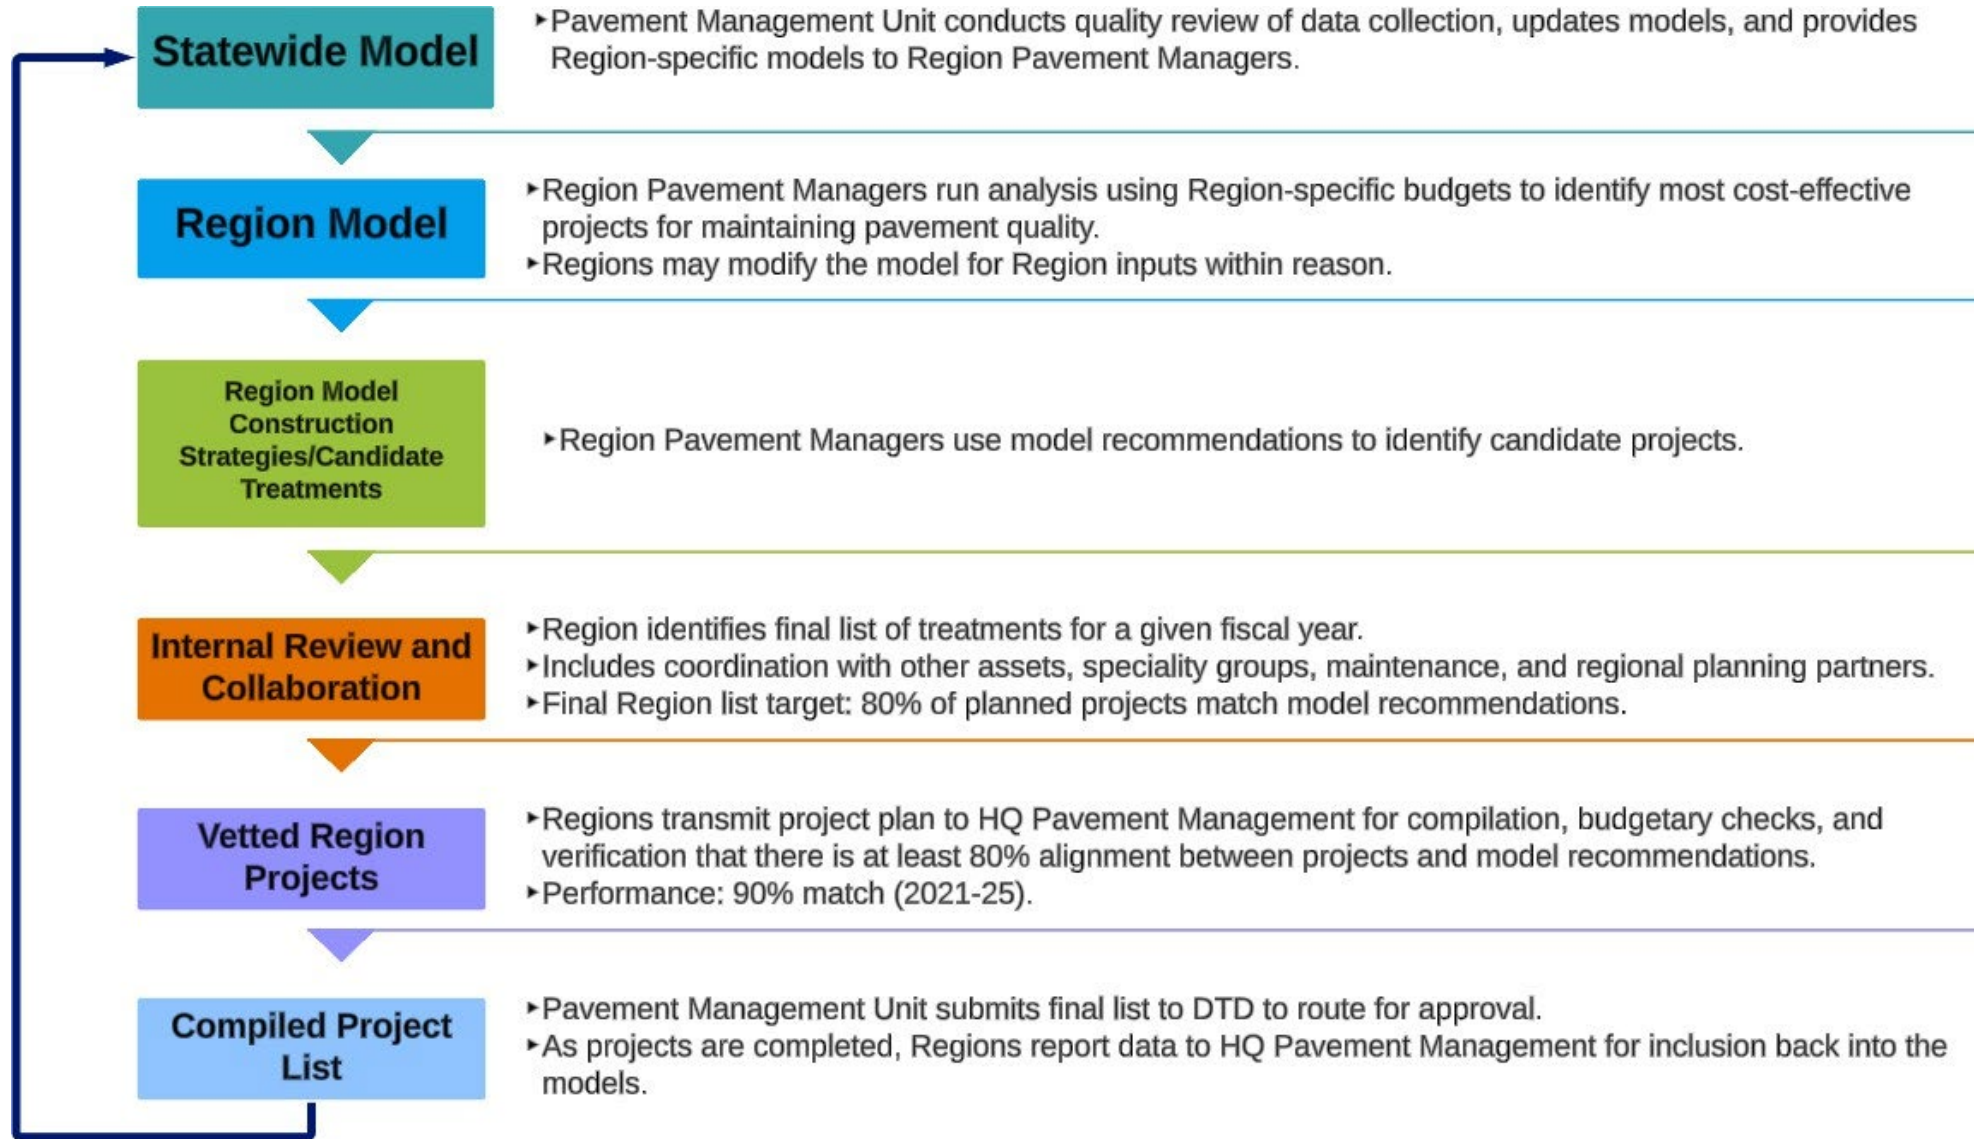 Statewide Model
‣Pavement Management Unit conducts quality review of data collection, updates models, and provides
Region-specific models to Region Pavement Managers.
Region Model
‣Region Pavement Managers run analysis using Region-specific budgets to identify most cost-effective
projects for maintaining pavement quality.
‣Regions may modify the model for Region inputs within reason.
Region Model
Construction
Strategies/Candidate
Treatments
‣Region Pavement Managers use model recommendations to identify candidate projects.
Internal Review and
Collaboration
‣Region identifies final list of treatments for a given fiscal year.
‣Includes coordination with other assets, speciality groups, maintenance, and regional planning partners.
‣Final Region list target: 80% of planned projects match model recommendations.
Vetted Region
Projects
‣Regions transmit project plan to HQ Pavement Management for compilation, budgetary checks, and
verification that there is at least 80% alignment between projects and model recommendations.
‣Performance: 90% match (2021-25).
Compiled Project
List
‣Pavement Management Unit submits final list to DTD to route for approval.
‣As projects are completed, Regions report data to HQ Pavement Management for inclusion back into the
models.